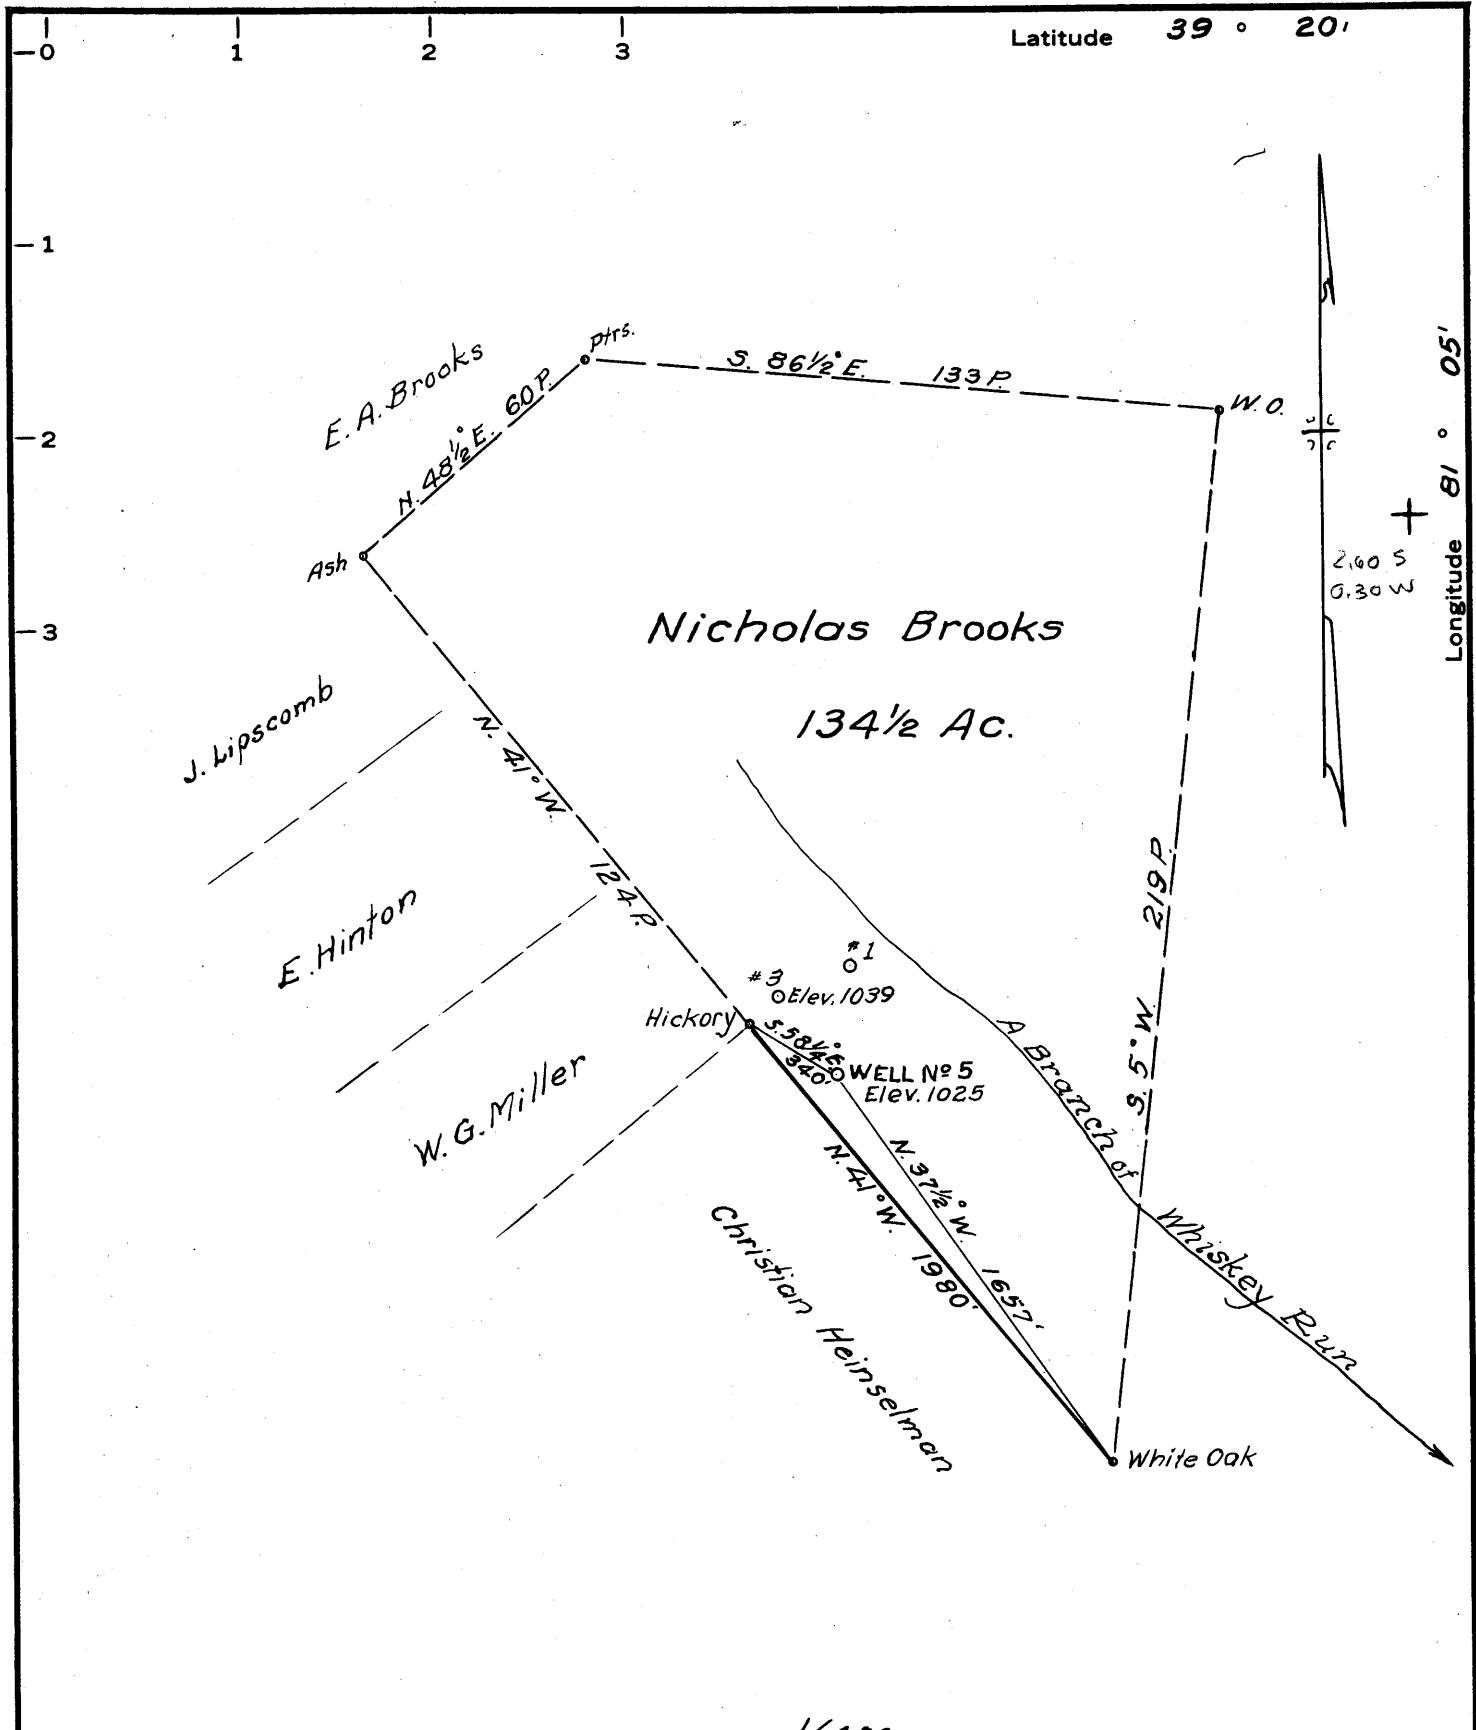 Latitude 39 ° 20'
0 1 2 3
1
2
3
Longitude 81 ° 05'
2.60 S
0.30 W
E. A. Brooks
Ptrs.
N. 48½° E. 60 P.
S. 86½° E. 133 P.
W. O.
Ash
Nicholas Brooks
134½ Ac.
J. Lipscomb
N. 41° W. 124 P.
E. Hinton
S. 5° W. 219 P.
#1
#3
Elev. 1039
Hickory
S. 58¼° E.
340'
WELL Nº 5
Elev. 1025
W. G. Miller
A Branch of Whiskey Run
N. 37½° W. 1657'
N. 41° W. 1980'
Christian Heinselman
White Oak